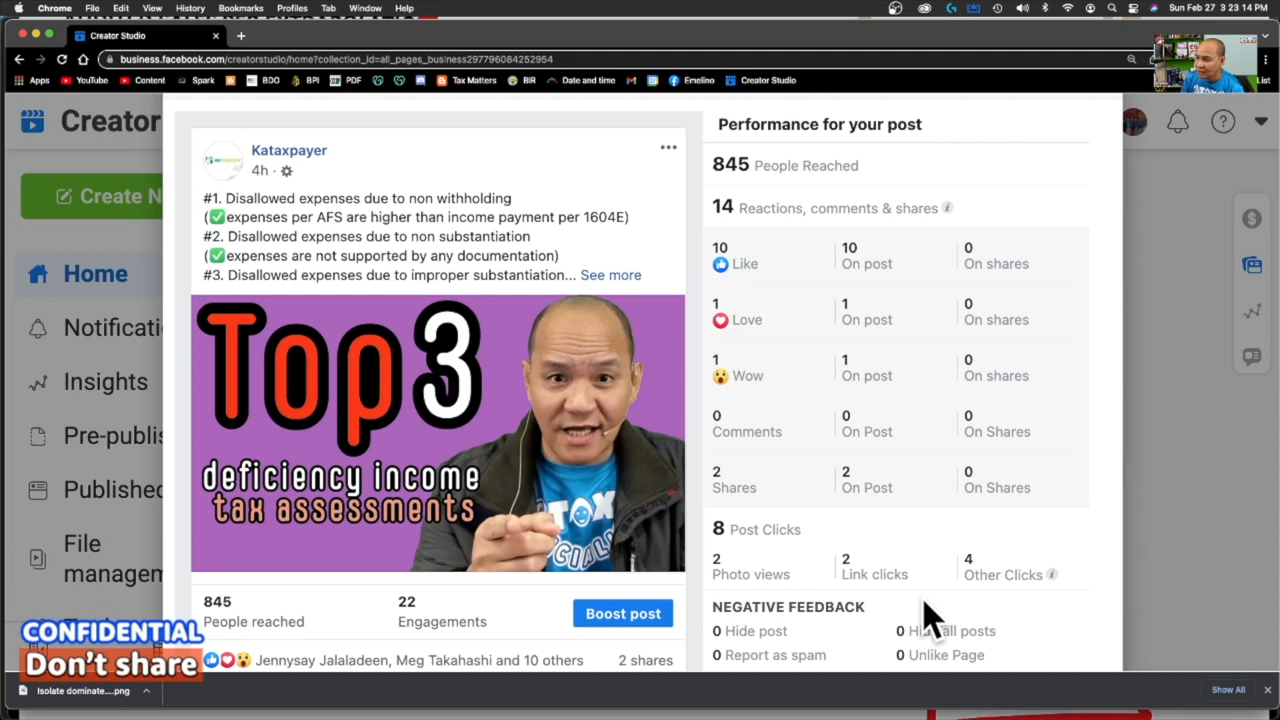 Chrome File Edit View History Bookmarks Profiles Tab Window Help
Sun Feb 27 3:23:14 PM
Creator Studio
business.facebook.com/creatorstudio/home?collection_id=all_pages_business297796084252954
Apps YouTube Content Spark BDO BPI PDF Tax Matters BIR Date and time Emelino Creator Studio List
Creator
Create N
Home
Notificati
Insights
Pre-publis
Published
File
managem
Kataxpayer
4h
#1. Disallowed expenses due to non withholding
(✅expenses per AFS are higher than income payment per 1604E)
#2. Disallowed expenses due to non substantiation
(✅expenses are not supported by any documentation)
#3. Disallowed expenses due to improper substantiation... See more
Top3
deficiency income
tax assessments
845
People reached
22
Engagements
Boost post
Jennysay Jalaladeen, Meg Takahashi and 10 others
2 shares
Performance for your post
845 People Reached
14 Reactions, comments & shares
10 10 0
Like On post On shares
1 1 0
Love On post On shares
1 1 0
Wow On post On shares
0 0 0
Comments On Post On Shares
2 2 0
Shares On Post On Shares
8 Post Clicks
2 2 4
Photo views Link clicks Other Clicks
NEGATIVE FEEDBACK
0 Hide post 0 all posts
0 Report as spam 0 Unlike Page
CONFIDENTIAL
Don't share
Isolate dominate....png
Show All